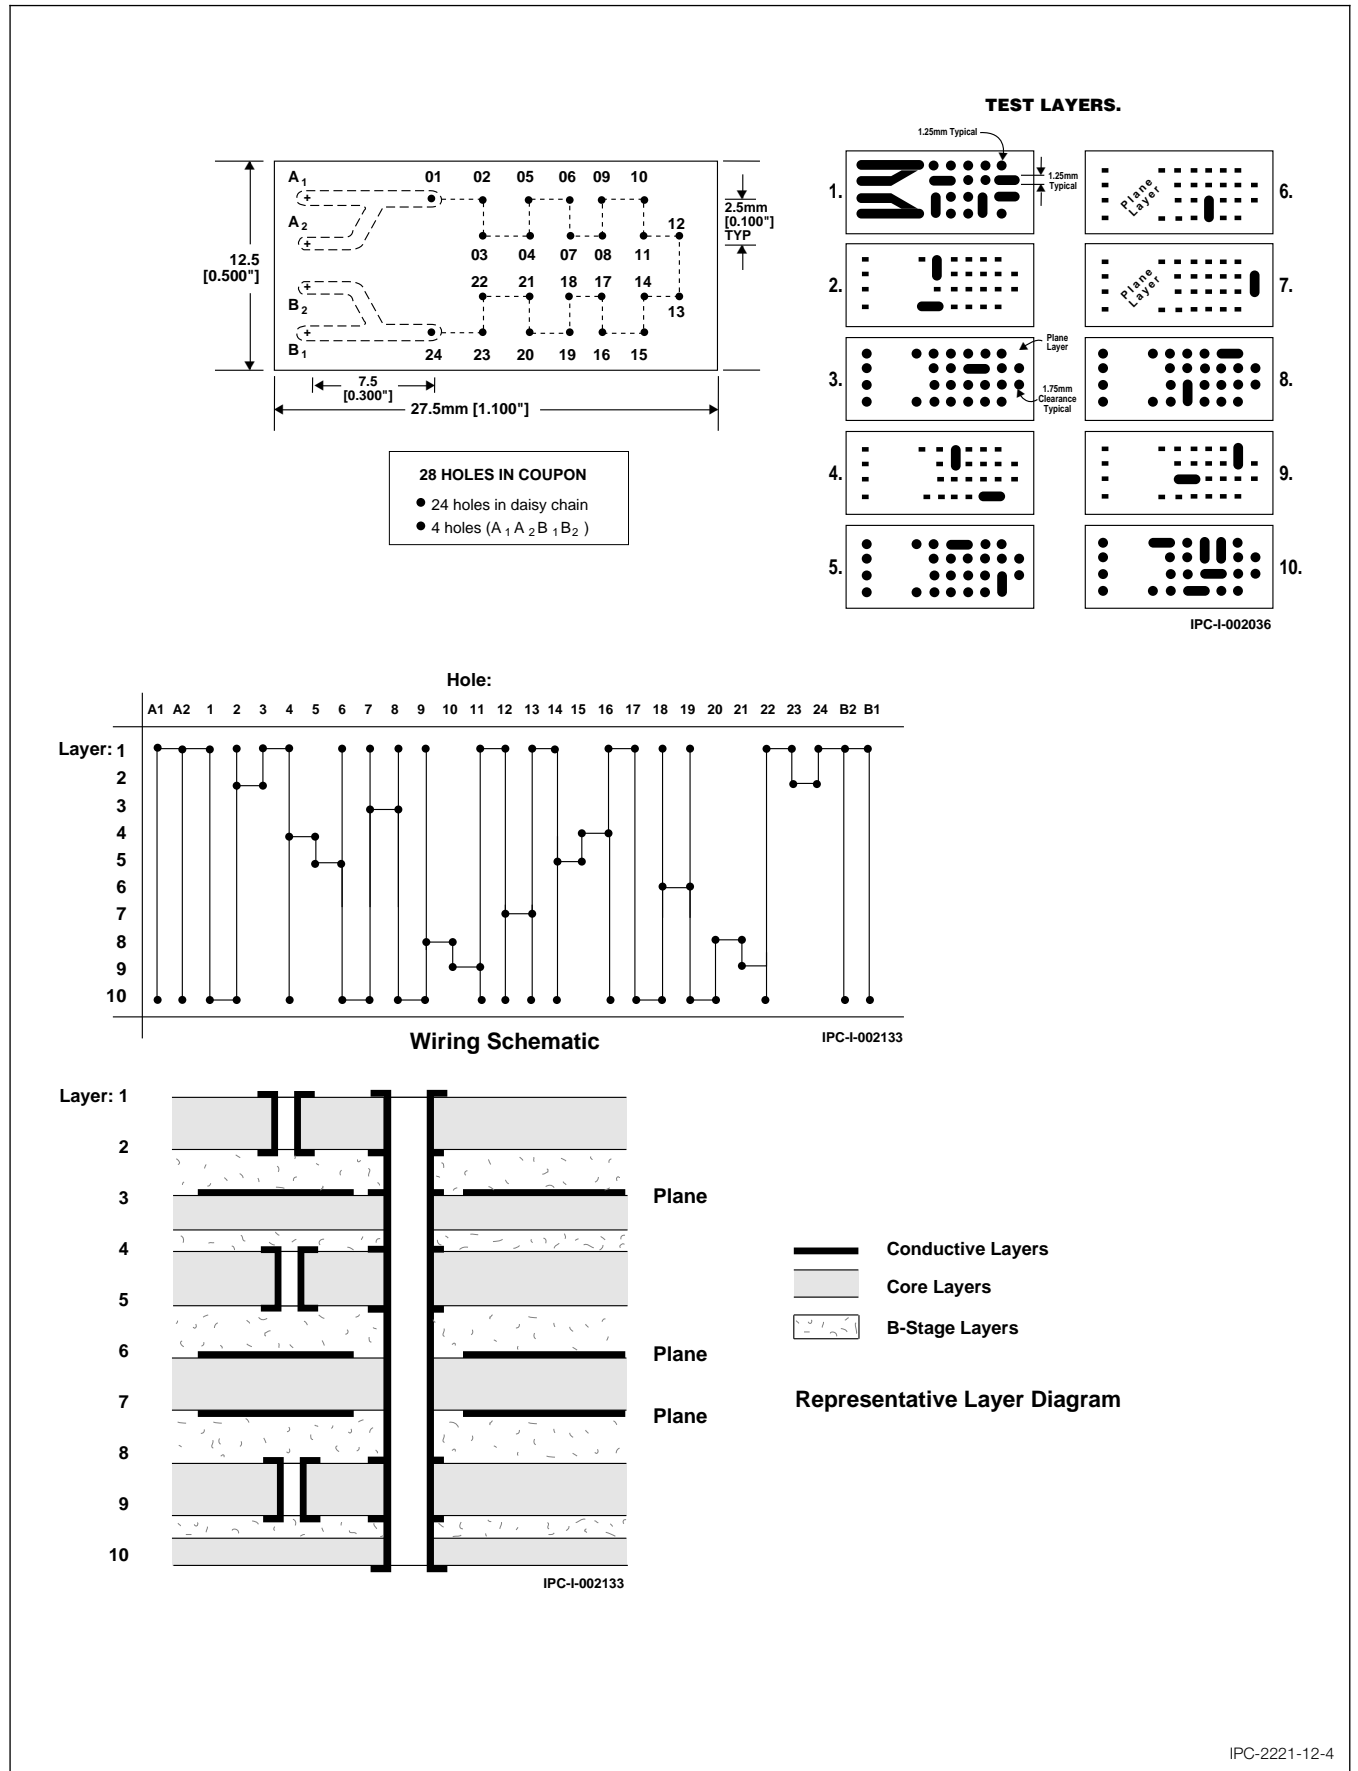 TEST LAYERS.
1.25mm Typical
1.
1.25mm
Typical
6.
Plane
Layer
2.
7.
Plane
Layer
3.
Plane
Layer
1.75mm
Clearance
Typical
8.
4.
9.
5.
10.
IPC-I-002036
A1 01 02 05 06 09 10
A2
12
03 04 07 08 11
22 21 18 17 14
B2
13
B1 24 23 20 19 16 15
12.5
[0.500"]
2.5mm
[0.100"]
TYP
7.5
[0.300"]
27.5mm [1.100"]
28 HOLES IN COUPON
● 24 holes in daisy chain
● 4 holes (A1 A2 B1 B2 )
Hole:
A1 A2 1 2 3 4 5 6 7 8 9 10 11 12 13 14 15 16 17 18 19 20 21 22 23 24 B2 B1
Layer: 1
2
3
4
5
6
7
8
9
10
Wiring Schematic
IPC-I-002133
Layer: 1
2
3
Plane
4
5
6
Plane
7
Plane
8
9
10
IPC-I-002133
Conductive Layers
Core Layers
B-Stage Layers
Representative Layer Diagram
IPC-2221-12-4